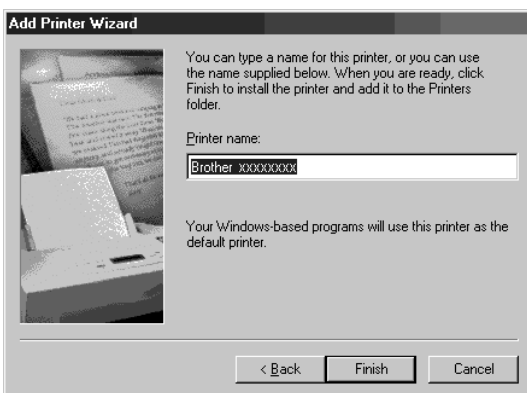 Add Printer Wizard
You can type a name for this printer, or you can use
the name supplied below. When you are ready, click
Finish to install the printer and add it to the Printers
folder.
Printer name:
Brother xxxxxxxx
Your Windows-based programs will use this printer as the
default printer.
< Back
Finish
Cancel